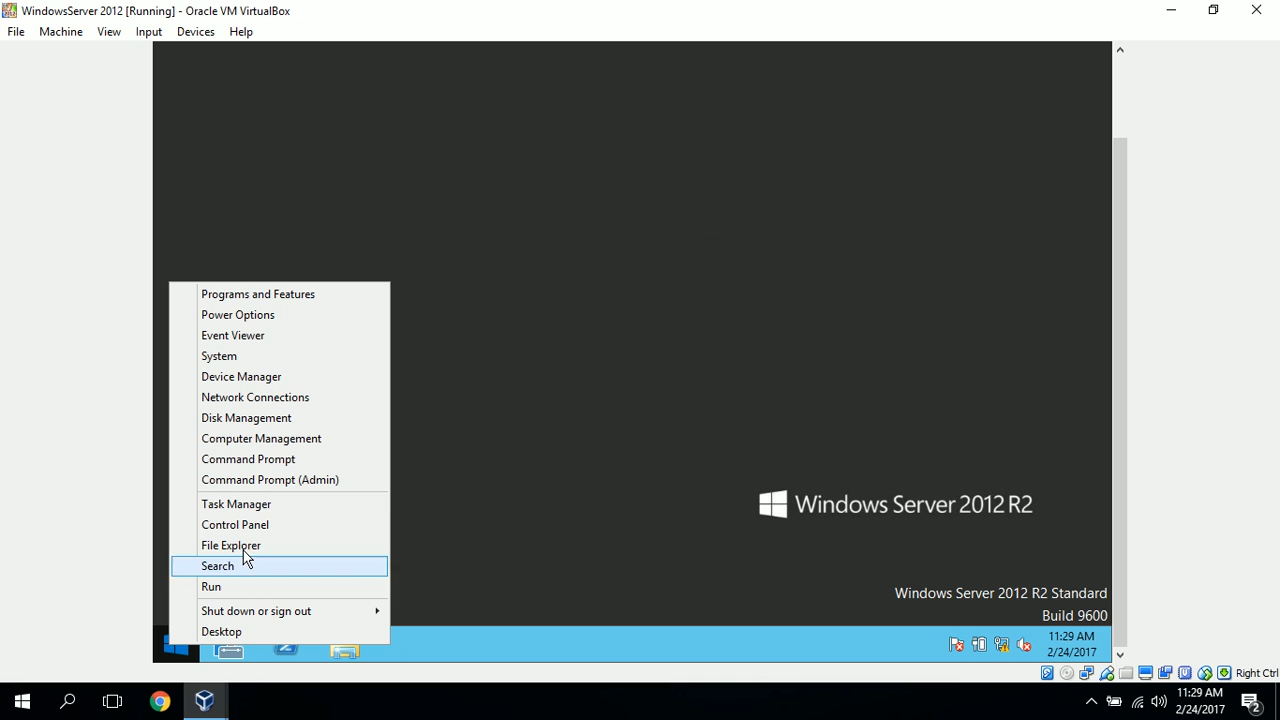 WindowsServer 2012 [Running] - Oracle VM VirtualBox
File Machine View Input Devices Help
Programs and Features
Power Options
Event Viewer
System
Device Manager
Network Connections
Disk Management
Computer Management
Command Prompt
Command Prompt (Admin)
Task Manager
Control Panel
File Explorer
Search
Run
Shut down or sign out
Desktop
Windows Server 2012 R2
Windows Server 2012 R2 Standard
Build 9600
11:29 AM
2/24/2017
Right Ctrl
11:29 AM
2/24/2017
2